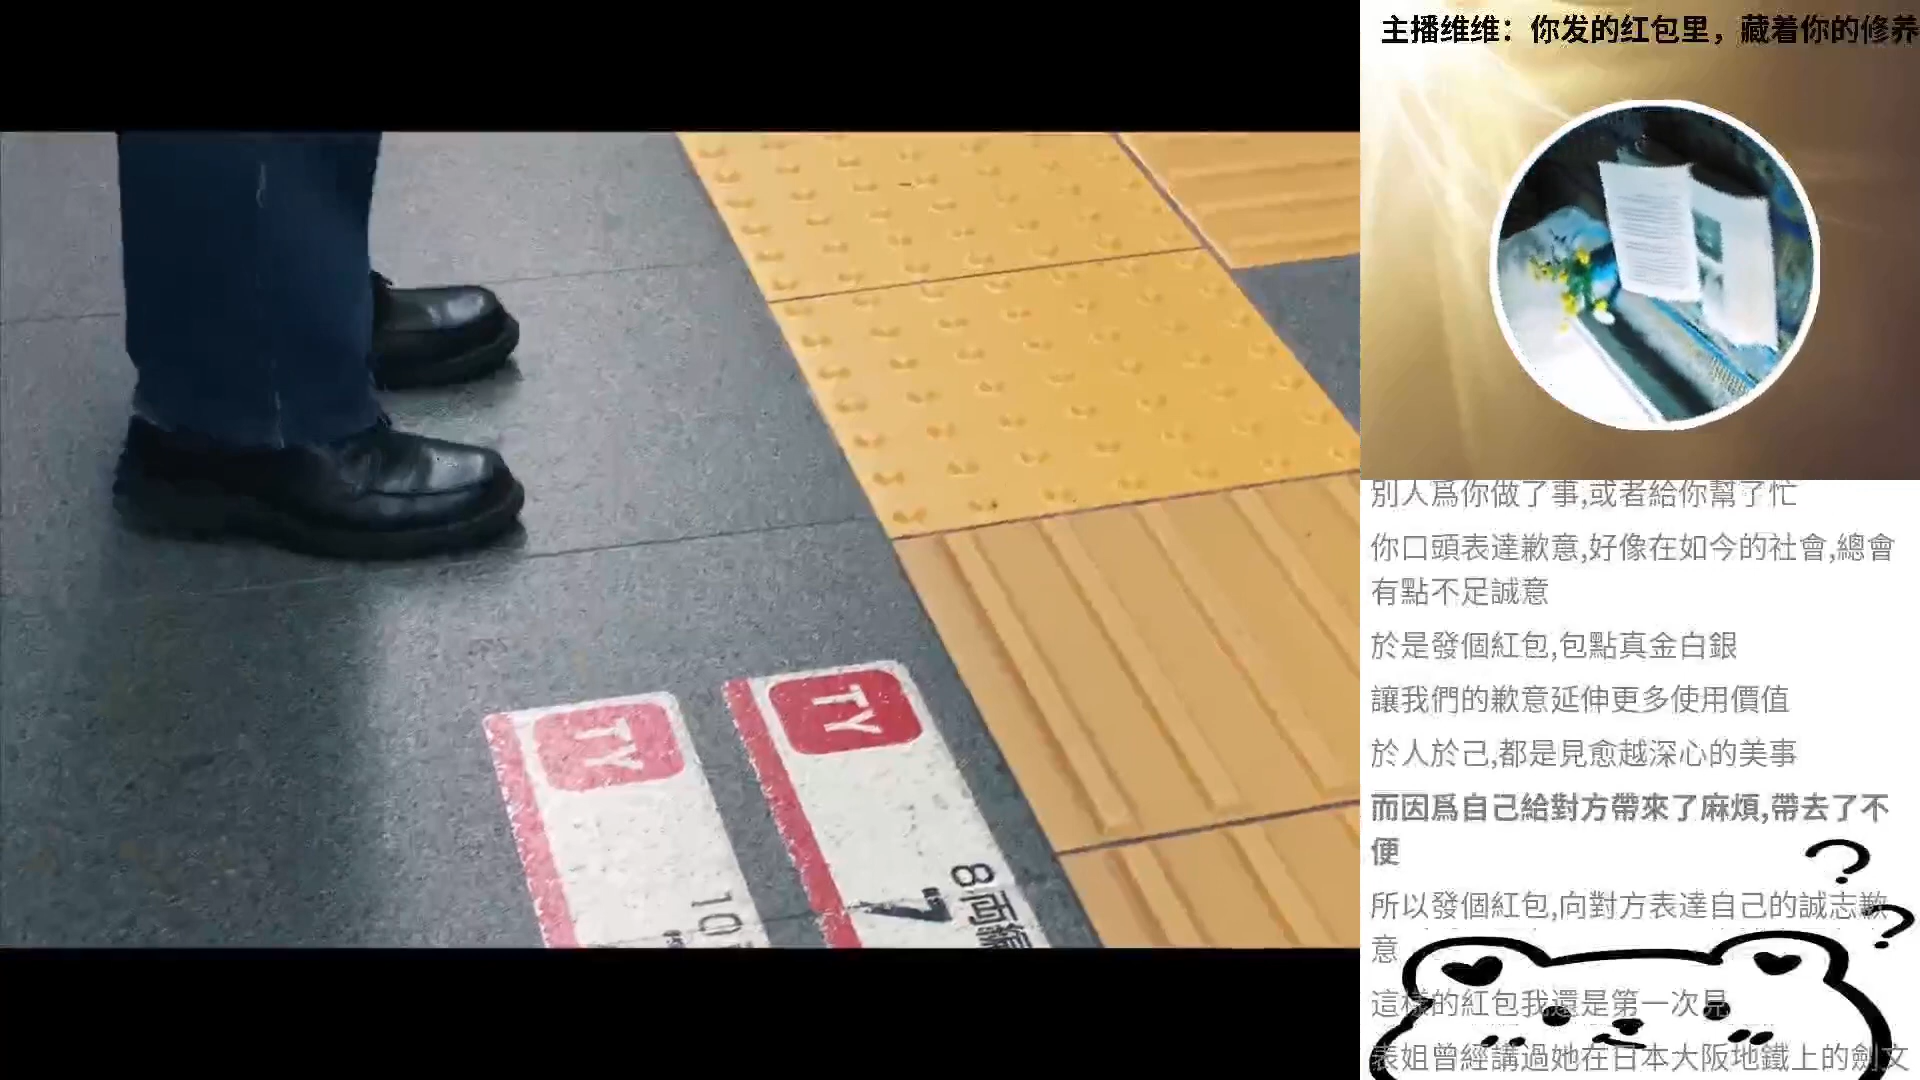 主播维维：你发的红包里，藏着你的修养
別人爲你做了事,或者給你幫了忙
你口頭表達歉意,好像在如今的社會,總會
有點不足誠意
於是發個紅包,包點真金白銀
讓我們的歉意延伸更多使用價值
於人於己,都是見愈越深心的美事
而因爲自己給對方帶來了麻煩,帶去了不
便
所以發個紅包,向對方表達自己的誠志歉
意
這樣的紅包我還是第一次見
表姐曾經講過她在日本大阪地鐵上的劍文
TY
TY
10
8両編
7